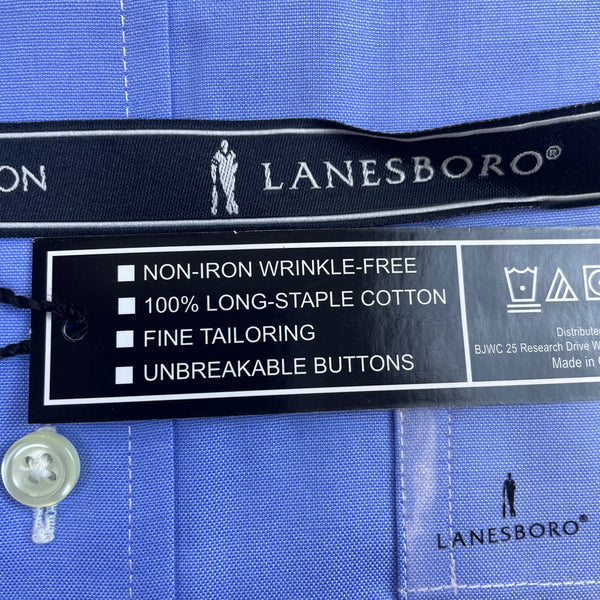 ON LANESBORO®
NON-IRON WRINKLE-FREE
100% LONG-STAPLE COTTON
FINE TAILORING
UNBREAKABLE BUTTONS
Distributed
BJWC 25 Research Drive W
Made in
LANESBORO®